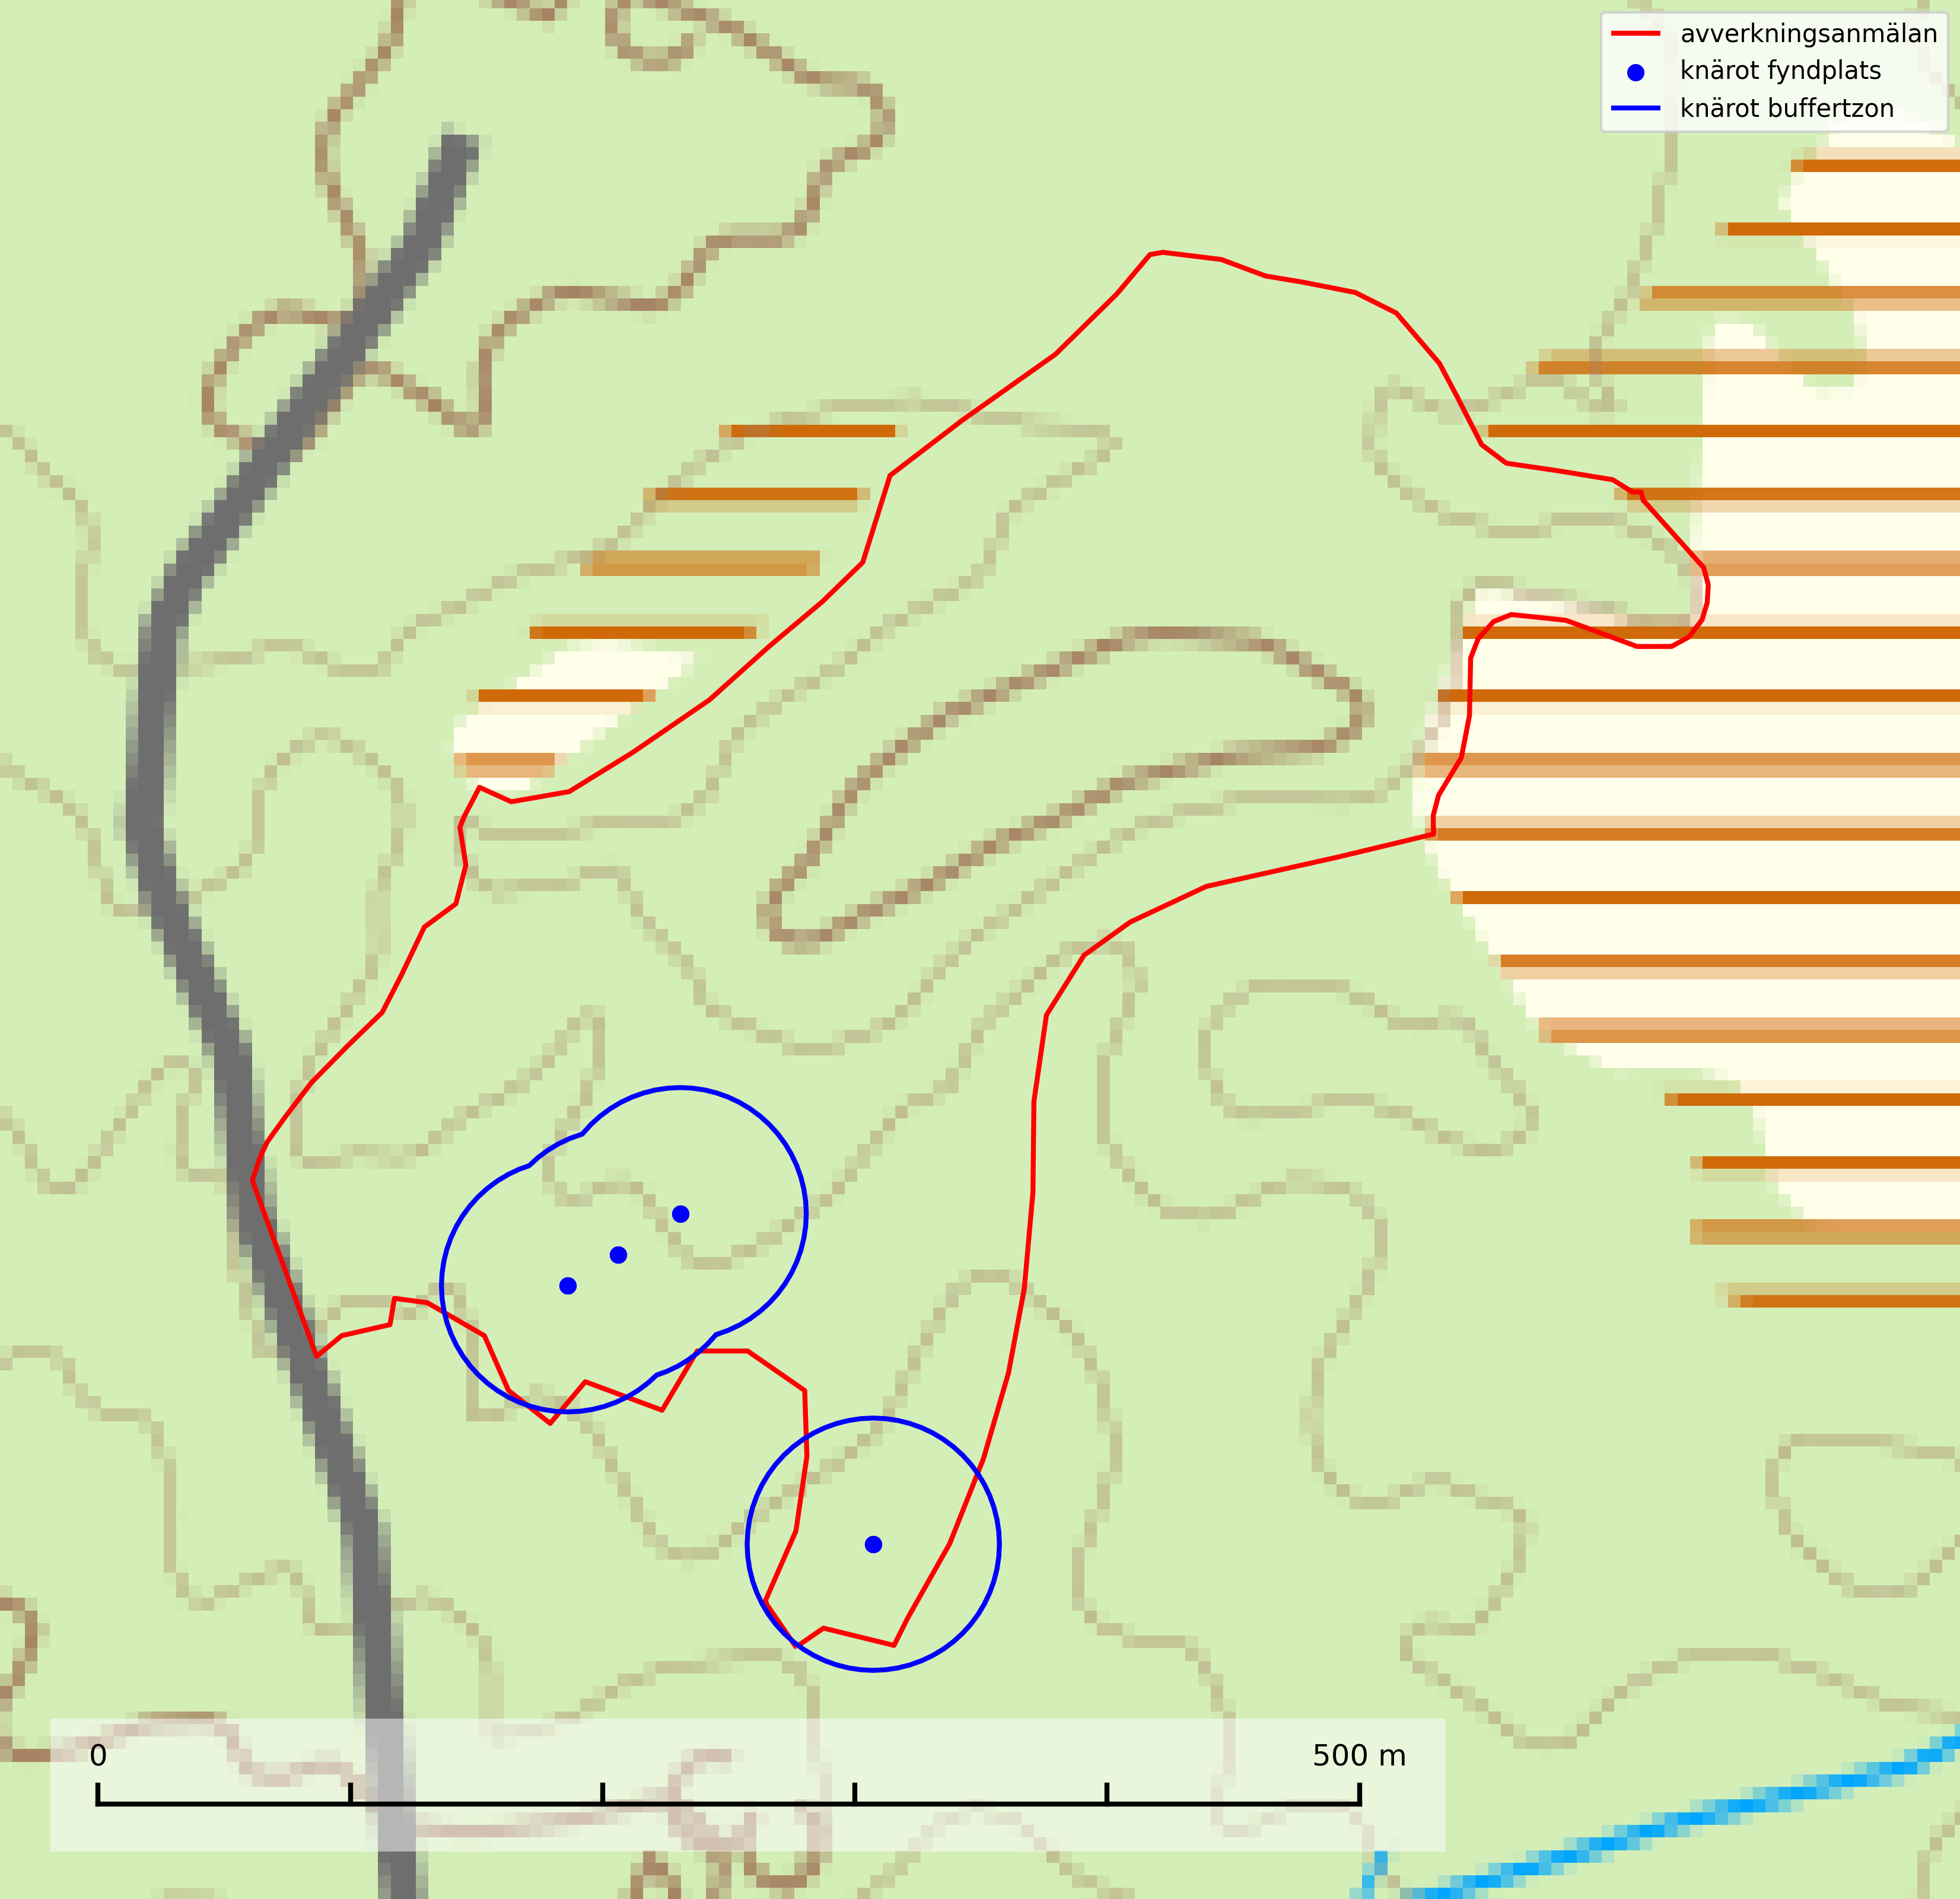 avverkningsanmälan
knärot fyndplats
knärot buffertzon
0 500 m